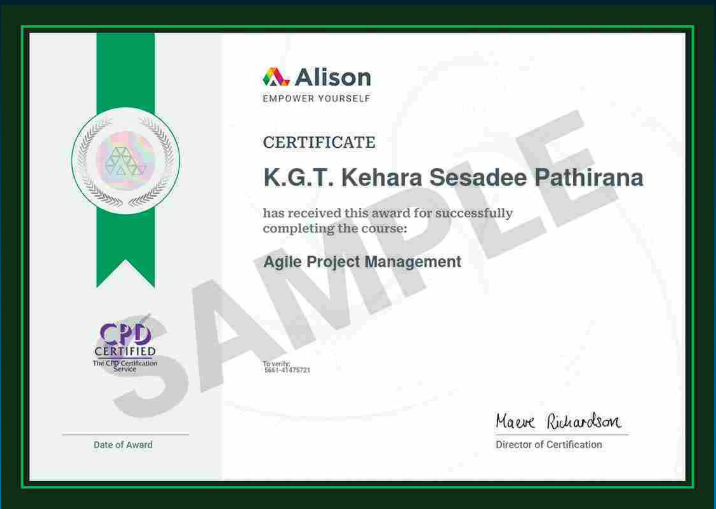 Alison
EMPOWER YOURSELF
CERTIFICATE
K.G.T. Kehara Sesadee Pathirana
has received this award for successfully
completing the course:
Agile Project Management
SAMPLE
CPD
CERTIFIED
The CPD Certification
Service
To verify:
5661-41475721
Date of Award
Maeve Richardson
Director of Certification